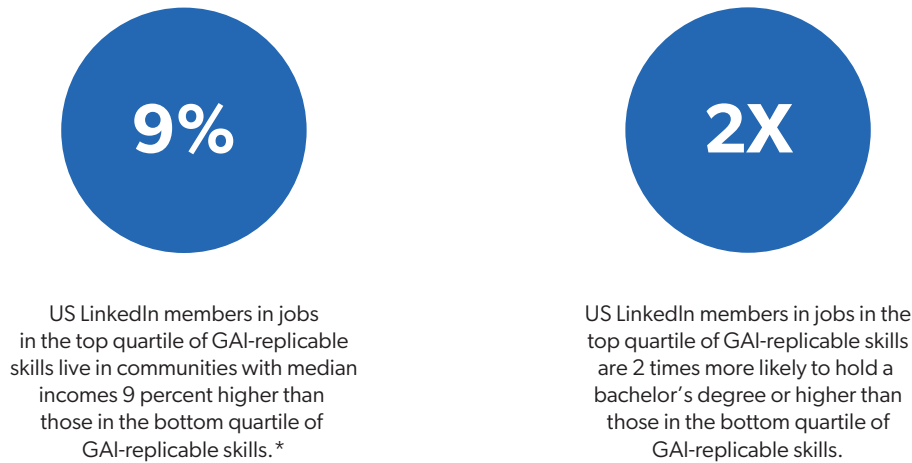 9%
US LinkedIn members in jobs
in the top quartile of GAI-replicable
skills live in communities with median
incomes 9 percent higher than
those in the bottom quartile of
GAI-replicable skills.*
2X
US LinkedIn members in jobs in the
top quartile of GAI-replicable skills
are 2 times more likely to hold a
bachelor’s degree or higher than
those in the bottom quartile of
GAI-replicable skills.